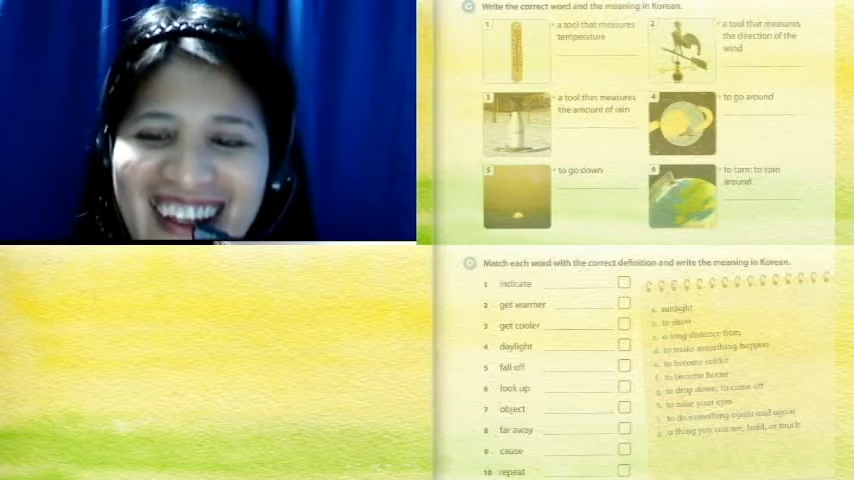 C Write the correct word and the meaning in Korean.
1 • a tool that measures
temperature
2 • a tool that measures
the direction of the
wind
3 • a tool that measures
the amount of rain
4 • to go around
5 • to go down
6 • to turn; to spin
around
D Match each word with the correct definition and write the meaning in Korean.
1 indicate
2 get warmer
3 get cooler
4 daylight
5 fall off
6 look up
7 object
8 far away
9 cause
10 repeat
a. sunlight
b. to show
c. a long distance from
d. to make something happen
e. to become colder
f. to become hotter
g. to drop down; to come off
h. to raise your eyes
i. to do something again and again
j. a thing you can see, hold, or touch